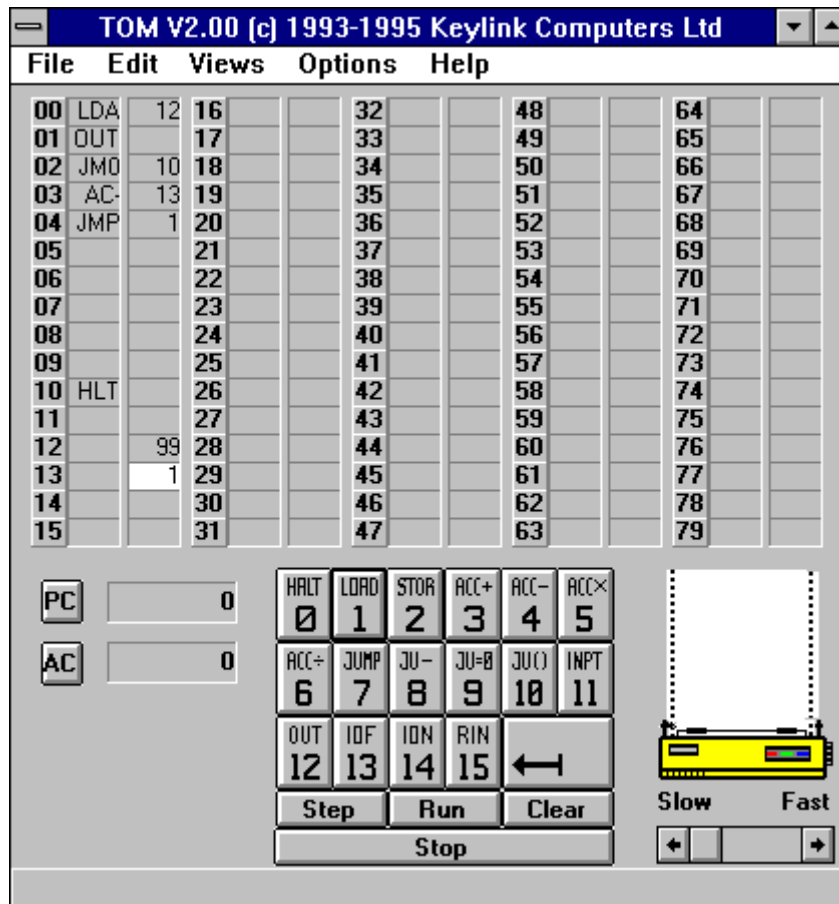 TOM V2.00 (c) 1993-1995 Keylink Computers Ltd
File Edit Views Options Help
00 LDA 12 16 32 48 64
01 OUT 17 33 49 65
02 JM0 10 18 34 50 66
03 AC- 13 19 35 51 67
04 JMP 1 20 36 52 68
05 21 37 53 69
06 22 38 54 70
07 23 39 55 71
08 24 40 56 72
09 25 41 57 73
10 HLT 26 42 58 74
11 27 43 59 75
12 99 28 44 60 76
13 1 29 45 61 77
14 30 46 62 78
15 31 47 63 79
PC 0
AC 0
HALT LOAD STOR ACC+ ACC- ACC×
0 1 2 3 4 5
ACC÷ JUMP JU- JU=0 JU() INPT
6 7 8 9 10 11
OUT IOF ION RIN
12 13 14 15
Step Run Clear
Stop
Slow Fast